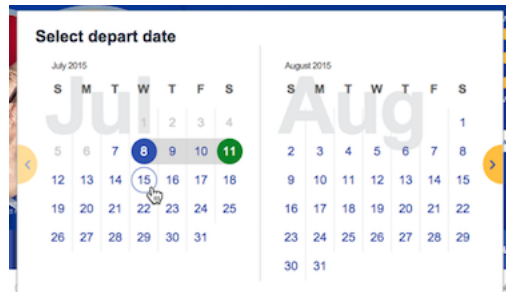 Select depart date
July 2015
Jul
S M T W T F S
1 2 3 4
5 6 7 8 9 10 11
12 13 14 15 16 17 18
19 20 21 22 23 24 25
26 27 28 29 30 31
August 2015
Aug
S M T W T F S
1
2 3 4 5 6 7 8
9 10 11 12 13 14 15
16 17 18 19 20 21 22
23 24 25 26 27 28 29
30 31